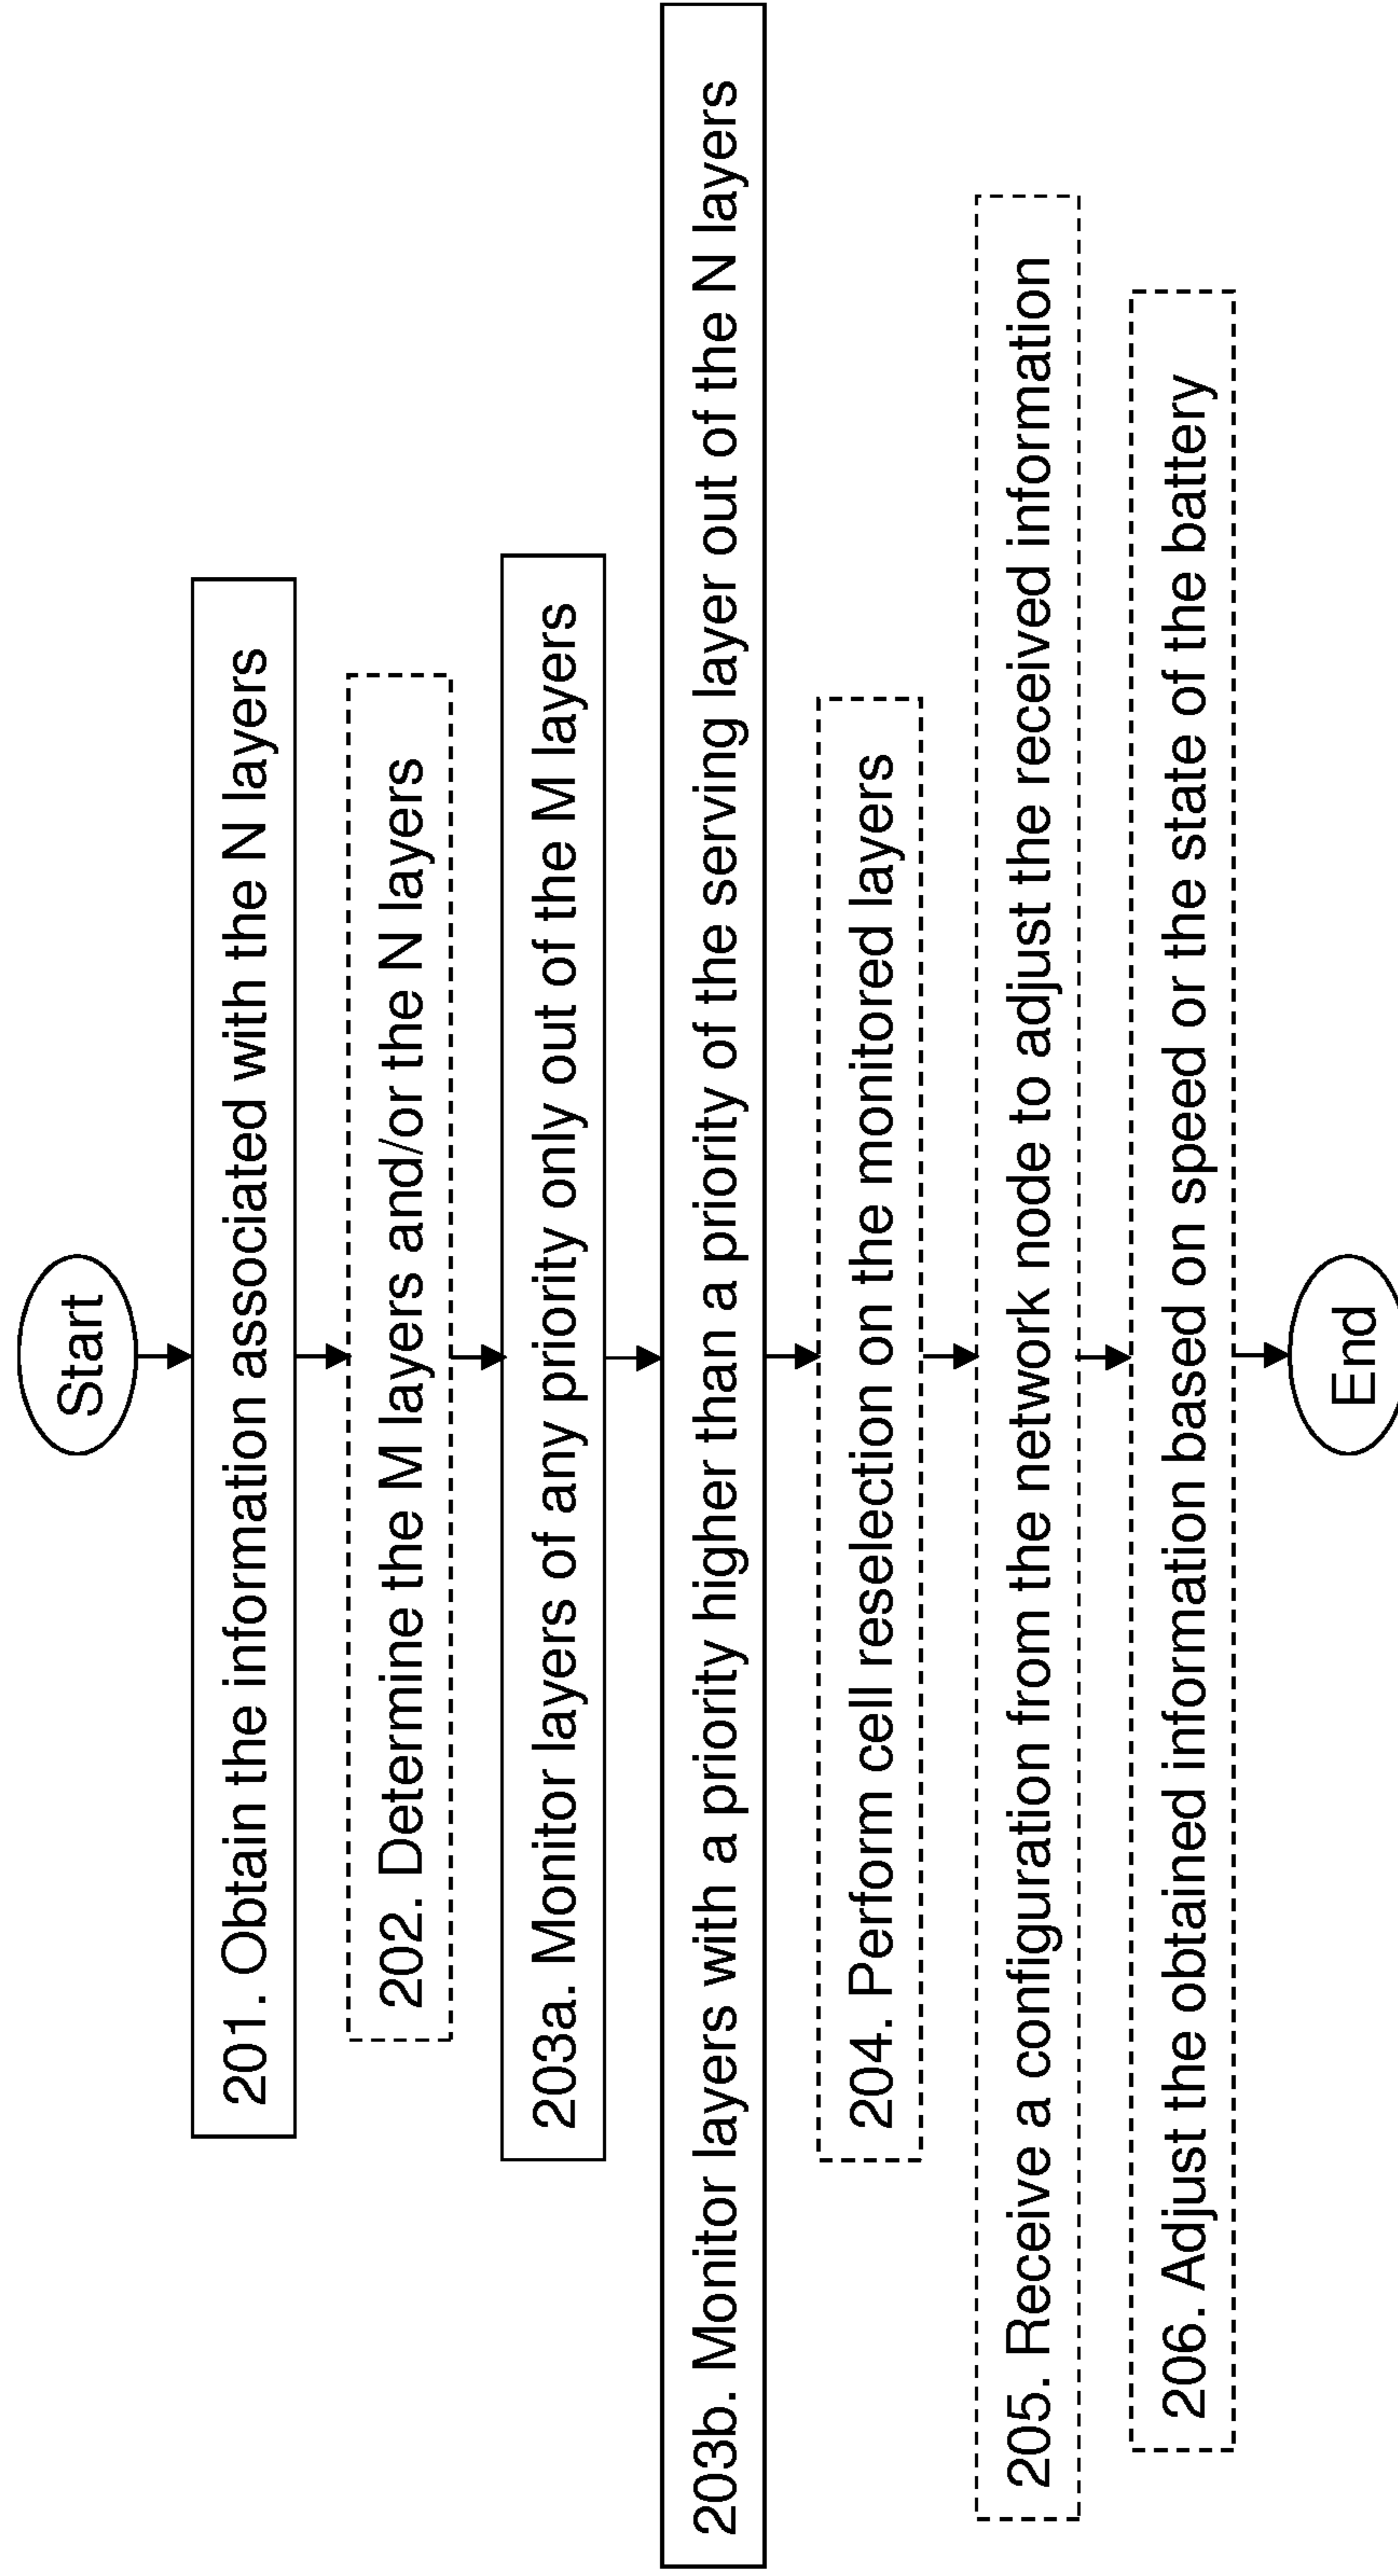 Start
201. Obtain the information associated with the N layers
202. Determine the M layers and/or the N layers
203a. Monitor layers of any priority only out of the M layers
203b. Monitor layers with a priority higher than a priority of the serving layer out of the N layers
204. Perform cell reselection on the monitored layers
205. Receive a configuration from the network node to adjust the received information
206. Adjust the obtained information based on speed or the state of the battery
End